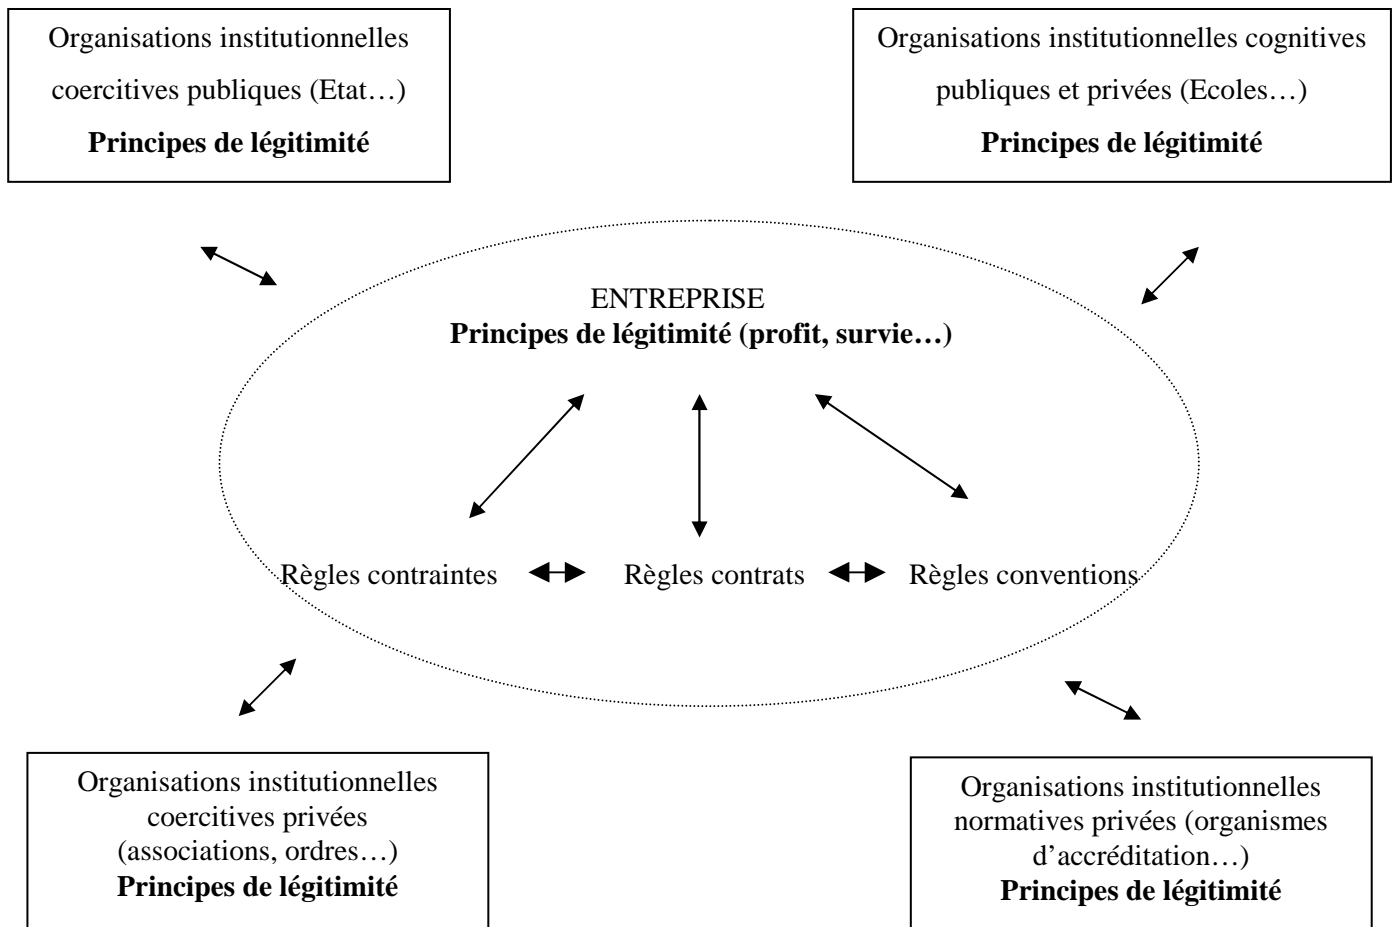 Organisations institutionnelles
coercitives publiques (Etat…)
Principes de légitimité
Organisations institutionnelles cognitives
publiques et privées (Ecoles…)
Principes de légitimité
ENTREPRISE
Principes de légitimité (profit, survie…)
Règles contraintes
Règles contrats
Règles conventions
Organisations institutionnelles
coercitives privées
(associations, ordres…)
Principes de légitimité
Organisations institutionnelles
normatives privées (organismes
d’accréditation…)
Principes de légitimité